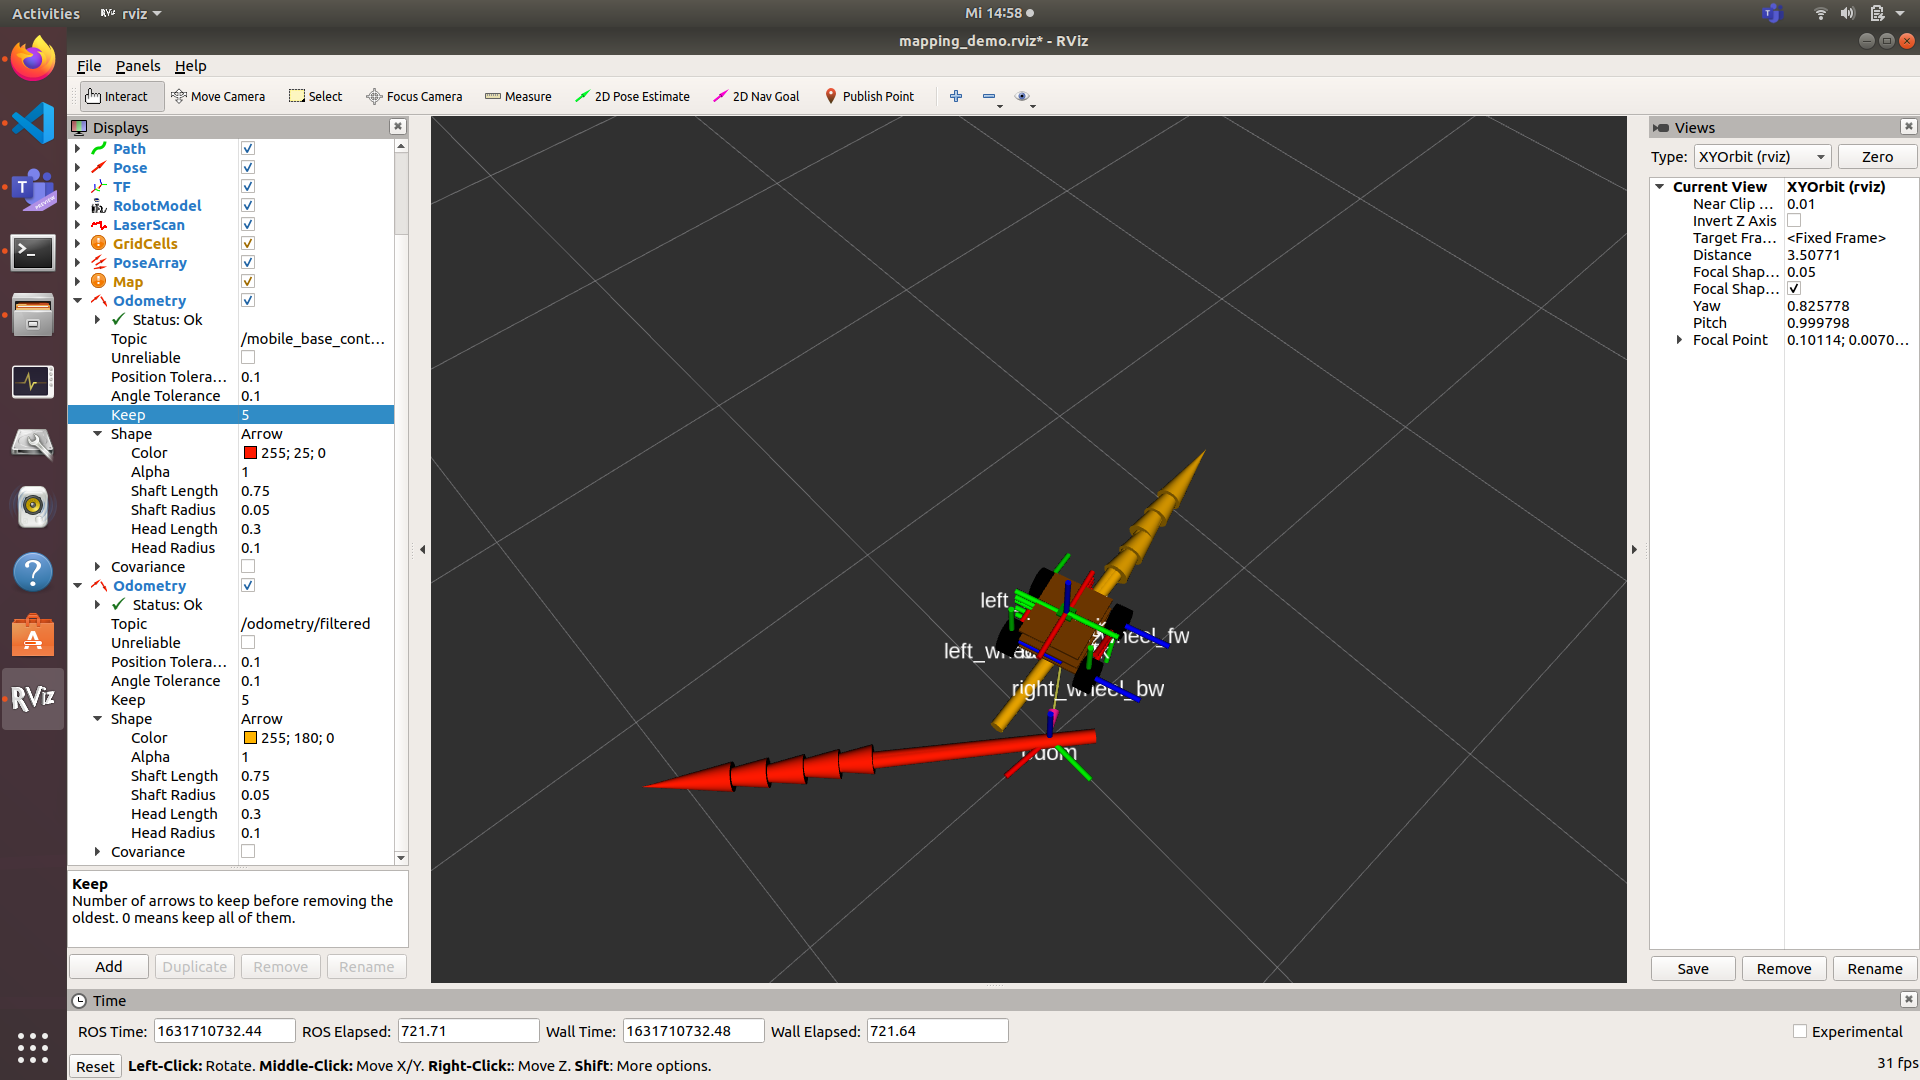 Activities
rviz
Mi 14:58
mapping_demo.rviz* - RViz
File Panels Help
Interact Move Camera Select Focus Camera Measure 2D Pose Estimate 2D Nav Goal Publish Point
Displays
Path
Pose
TF
RobotModel
LaserScan
GridCells
PoseArray
Map
Odometry
Status: Ok
Topic /mobile_base_cont...
Unreliable
Position Tolera... 0.1
Angle Tolerance 0.1
Keep 5
Shape Arrow
Color 255; 25; 0
Alpha 1
Shaft Length 0.75
Shaft Radius 0.05
Head Length 0.3
Head Radius 0.1
Covariance
Odometry
Status: Ok
Topic /odometry/filtered
Unreliable
Position Tolera... 0.1
Angle Tolerance 0.1
Keep 5
Shape Arrow
Color 255; 180; 0
Alpha 1
Shaft Length 0.75
Shaft Radius 0.05
Head Length 0.3
Head Radius 0.1
Covariance
Keep
Number of arrows to keep before removing the
oldest. 0 means keep all of them.
Add Duplicate Remove Rename
left
right_wheel_bw
Views
Type: XYOrbit (rviz) Zero
Current View XYOrbit (rviz)
Near Clip ... 0.01
Invert Z Axis
Target Fra... <Fixed Frame>
Distance 3.50771
Focal Shap... 0.05
Focal Shap...
Yaw 0.825778
Pitch 0.999798
Focal Point 0.10114; 0.0070...
Save Remove Rename
Time
ROS Time: 1631710732.44 ROS Elapsed: 721.71 Wall Time: 1631710732.48 Wall Elapsed: 721.64
Experimental
Reset Left-Click: Rotate. Middle-Click: Move X/Y. Right-Click:: Move Z. Shift: More options.
31 fps
RViz